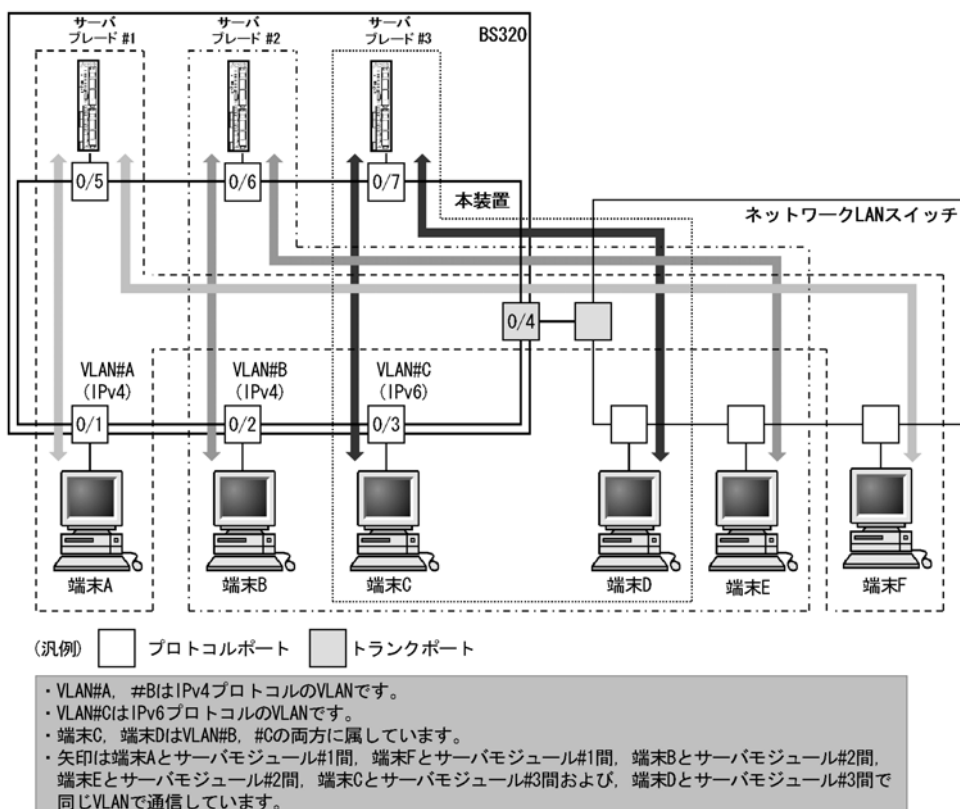 サーバ
ブレード #1
サーバ
ブレード #2
サーバ
ブレード #3
BS320
0/5
0/6
0/7
本装置
ネットワークLANスイッチ
0/4
VLAN#A
(IPv4)
VLAN#B
(IPv4)
VLAN#C
(IPv6)
0/1
0/2
0/3
端末A
端末B
端末C
端末D
端末E
端末F
(汎例) プロトコルポート トランクポート
・VLAN#A, #BはIPv4プロトコルのVLANです。
・VLAN#CはIPv6プロトコルのVLANです。
・端末C, 端末DはVLAN#B, #Cの両方に属しています。
・矢印は端末Aとサーバモジュール#1間, 端末Fとサーバモジュール#1間, 端末Bとサーバモジュール#2間,
端末Eとサーバモジュール#2間, 端末Cとサーバモジュール#3間および, 端末Dとサーバモジュール#3間で
同じVLANで通信しています。